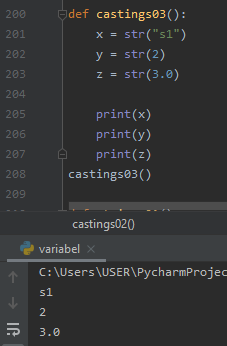 200 def castings03():
201 x = str("s1")
202 y = str(2)
203 z = str(3.0)
204
205 print(x)
206 print(y)
207 print(z)
208 castings03()
209
castings02()
variabel ×
C:\Users\USER\PycharmProjec
s1
2
3.0